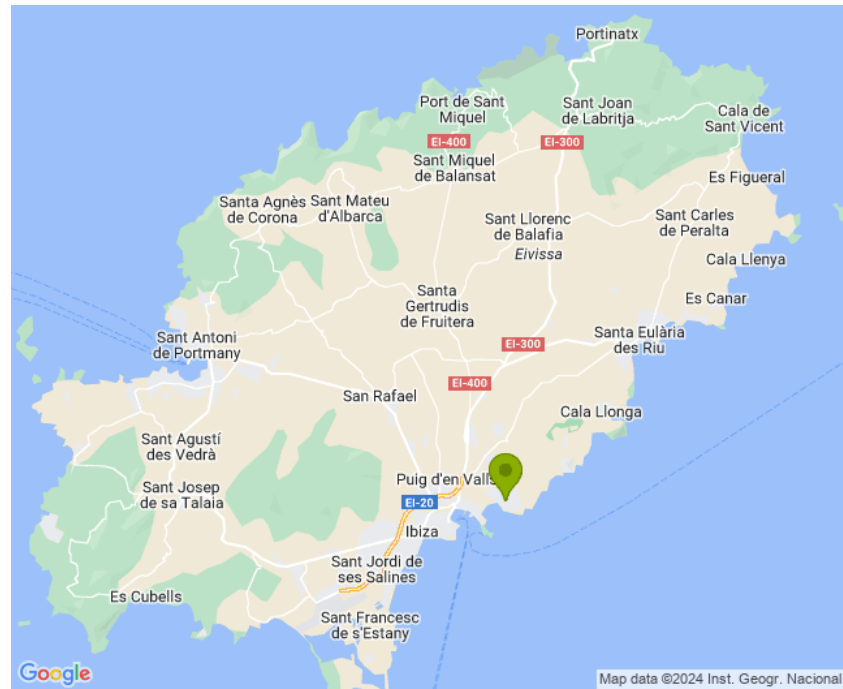 Portinatx
Port de Sant
Miquel
Sant Joan
de Labritja
Cala de
Sant Vicent
EI-400
EI-300
Sant Miquel
de Balansat
Es Figueral
Santa Agnès
de Corona
Sant Mateu
d'Albarca
Sant Llorenc
de Balafia
Eivissa
Sant Carles
de Peralta
Cala Llenya
Santa
Gertrudis
de Fruitera
Es Canar
Sant Antoni
de Portmany
Santa Eulària
des Riu
EI-300
EI-400
San Rafael
Cala Llonga
Sant Agustí
des Vedrà
Puig d'en Valls
Sant Josep
de sa Talaia
EI-20
Ibiza
Sant Jordi de
ses Salines
Es Cubells
Sant Francesc
de s'Estany
Google
Map data ©2024 Inst. Geogr. Nacional